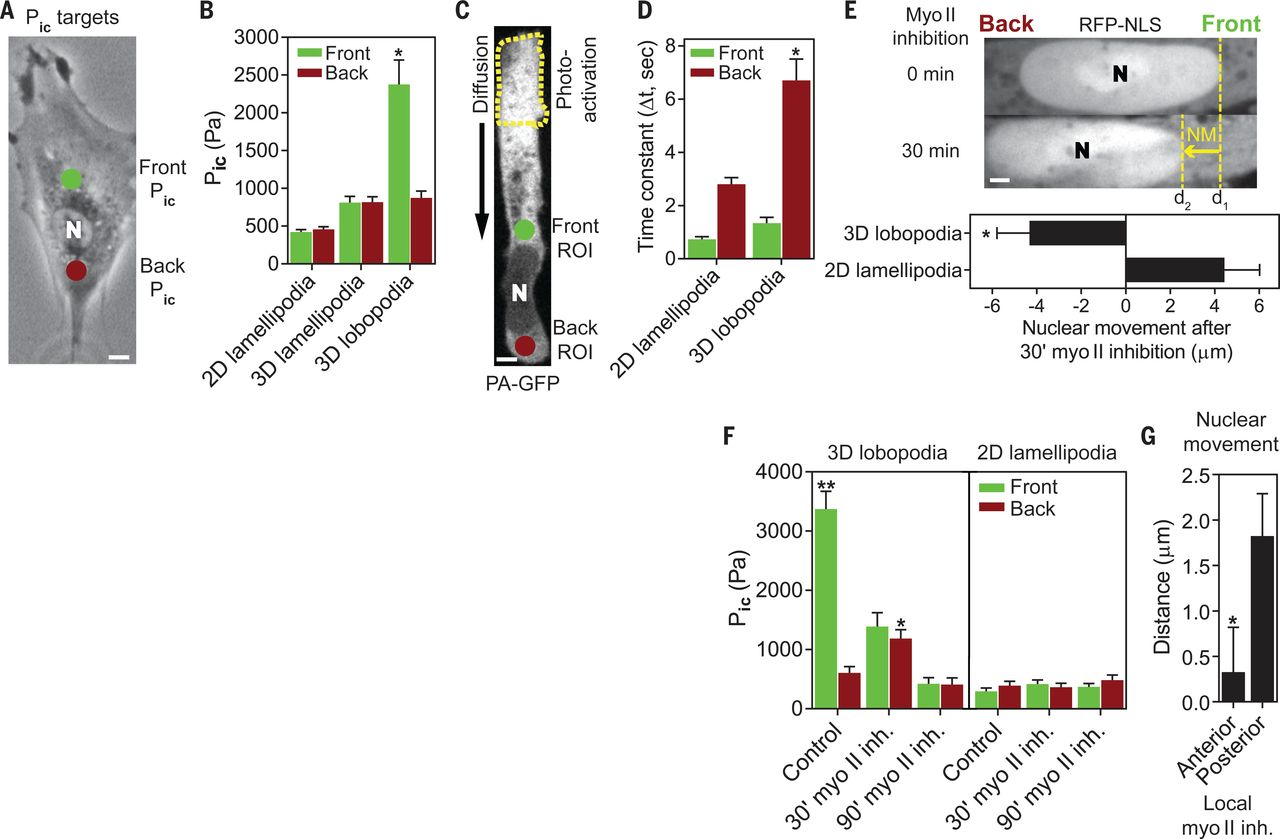 A
P_ic targets
N
Front
P_ic
Back
P_ic
B
P_ic (Pa)
3000
2500
2000
1500
1000
500
0
Front
Back
*
2D lamellipodia
3D lamellipodia
3D lobopodia
C
Diffusion
Photo-
activation
Front
ROI
N
Back
ROI
PA-GFP
D
Time constant (Δt, sec)
8
6
4
2
0
Front
Back
*
2D lamellipodia
3D lobopodia
E
Myo II
inhibition
Back
RFP-NLS
Front
0 min
N
30 min
N
NM
d2
d1
3D lobopodia
*
2D lamellipodia
-6 -4 -2 0 2 4 6
Nuclear movement after
30' myo II inhibition (μm)
F
3D lobopodia
2D lamellipodia
P_ic (Pa)
4000
3000
2000
1000
0
**
*
Front
Back
Control
30' myo II inh.
90' myo II inh.
Control
30' myo II inh.
90' myo II inh.
G
Nuclear
movement
Distance (μm)
2.5
2.0
1.5
1.0
0.5
0.0
*
Anterior
Posterior
Local
myo II inh.